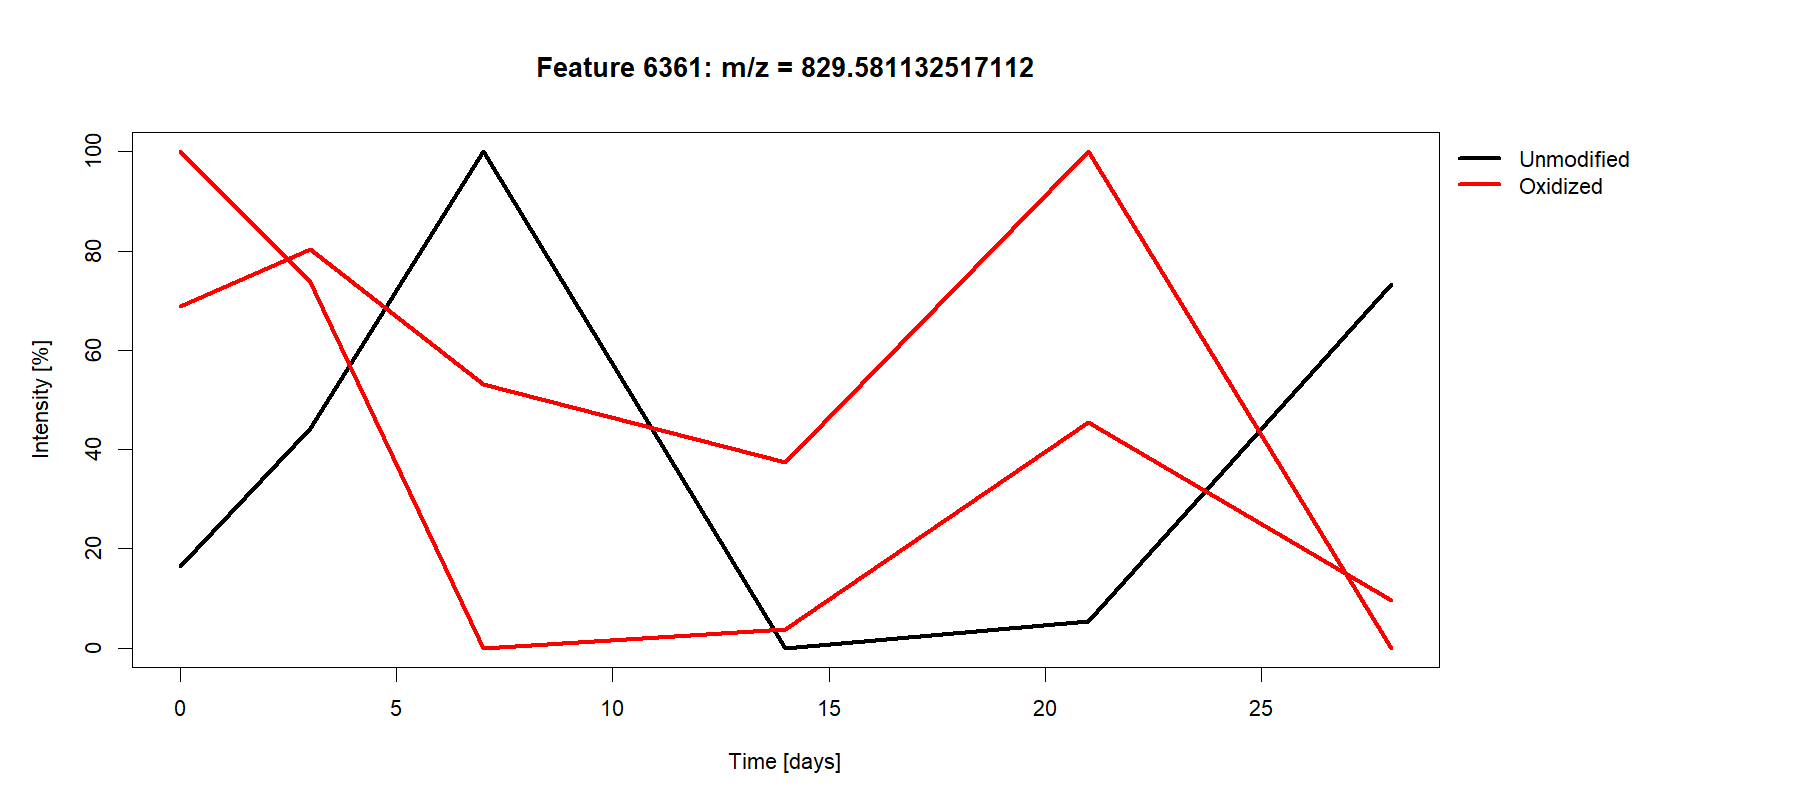 Feature 6361: m/z = 829.581132517112
Unmodified
Oxidized
Intensity [%]
100
80
60
40
20
0
0 5 10 15 20 25
Time [days]